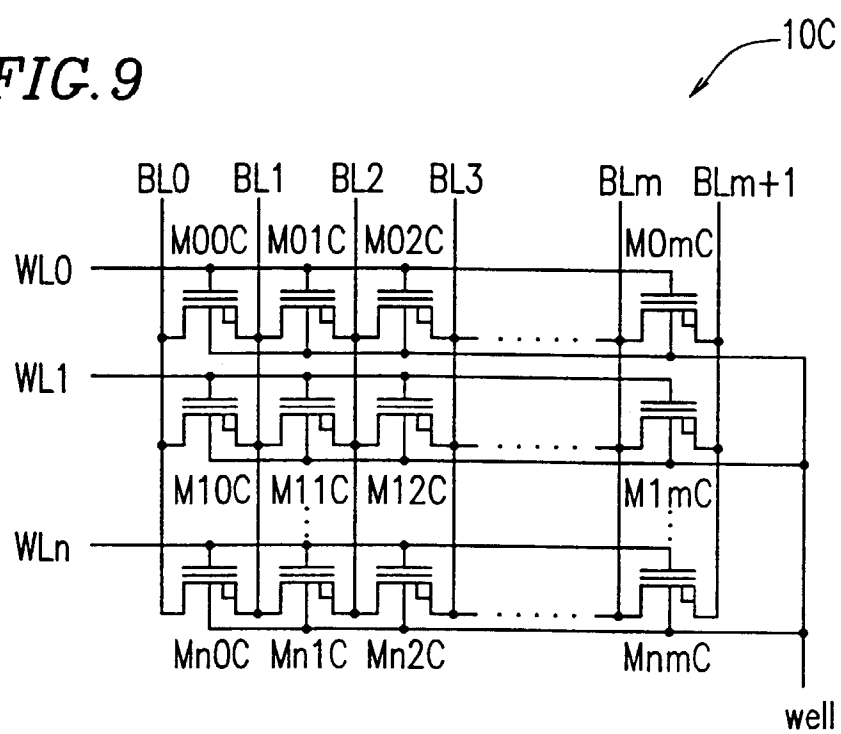 FIG. 9
10C
BL0 BL1 BL2 BL3 BLm BLm+1
M00C M01C M02C M0mC
WL0
WL1
M10C M11C M12C M1mC
WLn
Mn0C Mn1C Mn2C MnmC
well